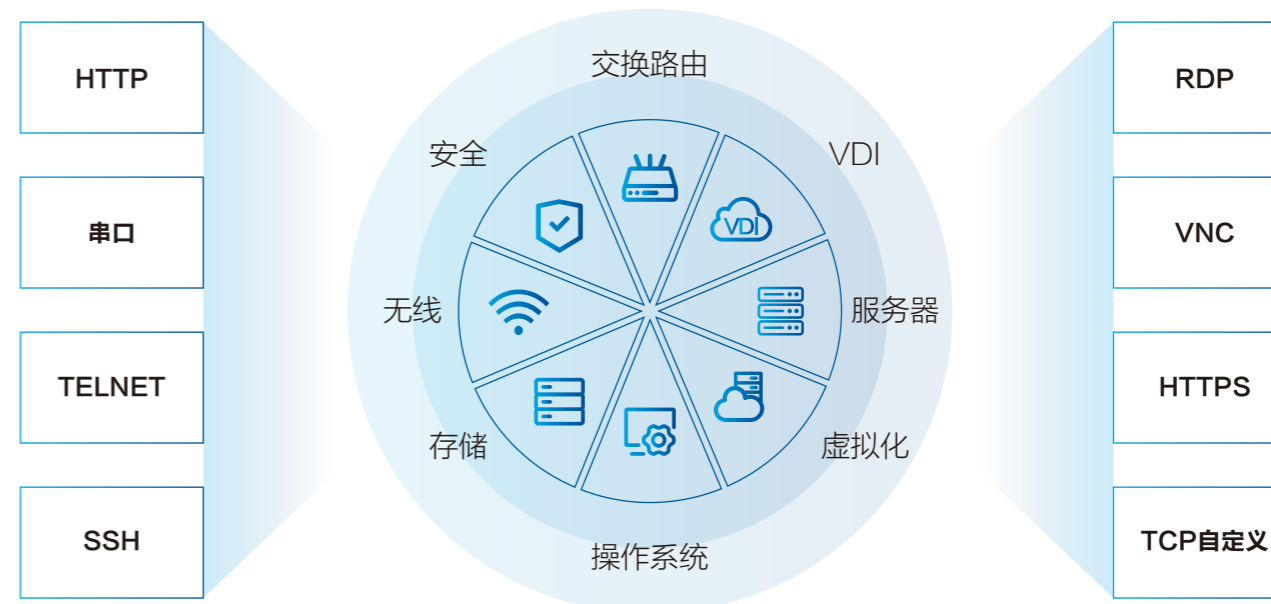 HTTP
串口
TELNET
SSH
交换路由
安全
VDI
VDI
无线
服务器
存储
虚拟化
操作系统
RDP
VNC
HTTPS
TCP自定义